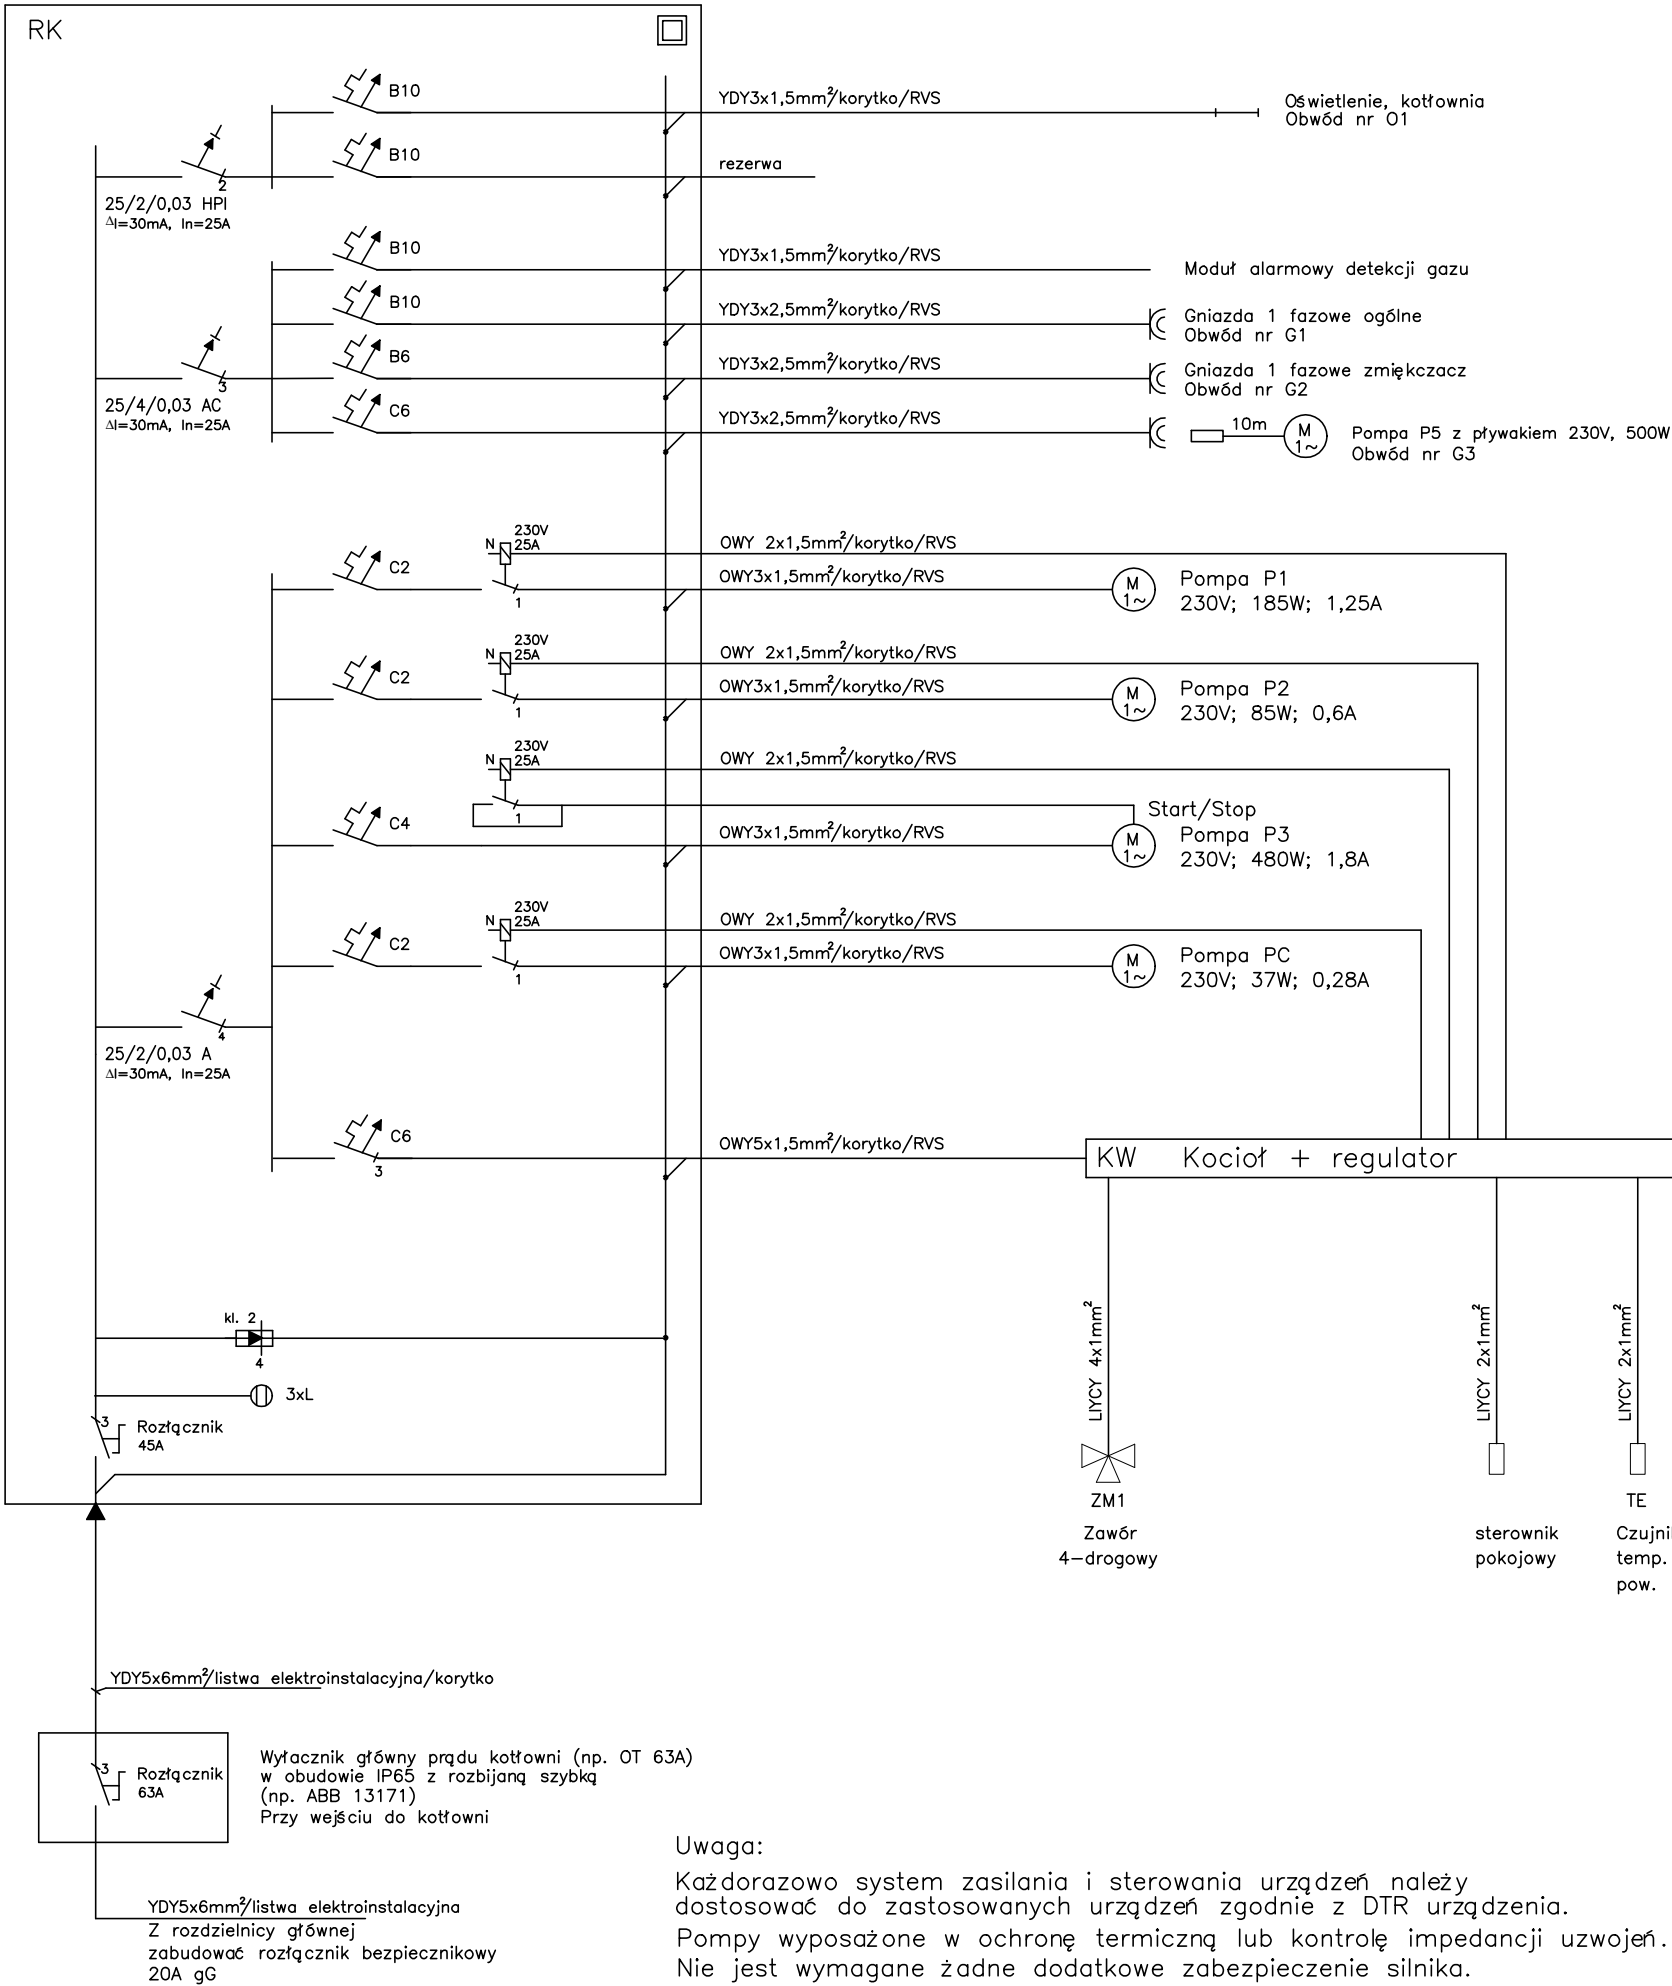 RK
B10
YDY3x1,5mm²/korytko/RVS
Oświetlenie, kotłownia
Obwód nr O1
B10
rezerwa
2
25/2/0,03 HPI
ΔI=30mA, In=25A
B10
YDY3x1,5mm²/korytko/RVS
Moduł alarmowy detekcji gazu
B10
YDY3x2,5mm²/korytko/RVS
Gniazda 1 fazowe ogólne
Obwód nr G1
B6
YDY3x2,5mm²/korytko/RVS
Gniazda 1 fazowe zmiękczacz
Obwód nr G2
3
25/4/0,03 AC
ΔI=30mA, In=25A
C6
YDY3x2,5mm²/korytko/RVS
10m
M
1~
Pompa P5 z pływakiem 230V, 500W
Obwód nr G3
230V
N 25A
OWY 2x1,5mm²/korytko/RVS
C2
1
OWY3x1,5mm²/korytko/RVS
M
1~
Pompa P1
230V; 185W; 1,25A
230V
N 25A
OWY 2x1,5mm²/korytko/RVS
C2
1
OWY3x1,5mm²/korytko/RVS
M
1~
Pompa P2
230V; 85W; 0,6A
230V
N 25A
OWY 2x1,5mm²/korytko/RVS
1
Start/Stop
C4
OWY3x1,5mm²/korytko/RVS
M
1~
Pompa P3
230V; 480W; 1,8A
230V
N 25A
OWY 2x1,5mm²/korytko/RVS
C2
1
OWY3x1,5mm²/korytko/RVS
M
1~
Pompa PC
230V; 37W; 0,28A
4
25/2/0,03 A
ΔI=30mA, In=25A
C6
3
OWY5x1,5mm²/korytko/RVS
KW Kocioł + regulator
LIYCY 4x1mm²
LIYCY 2x1mm²
LIYCY 2x1mm²
kl. 2
4
3xL
3
Rozłącznik
45A
ZM1
Zawór
4-drogowy
sterownik
pokojowy
TE
Czujni
temp.
pow.
YDY5x6mm²/listwa elektroinstalacyjna/korytko
3
Rozłącznik
63A
Wyłacznik główny prądu kotłowni (np. OT 63A)
w obudowie IP65 z rozbijaną szybką
(np. ABB 13171)
Przy wejściu do kotłowni
YDY5x6mm²/listwa elektroinstalacyjna
Z rozdzielnicy głównej
zabudować rozłącznik bezpiecznikowy
20A gG
Uwaga:
Każdorazowo system zasilania i sterowania urządzeń należy
dostosować do zastosowanych urządzeń zgodnie z DTR urządzenia.
Pompy wyposażone w ochronę termiczną lub kontrolę impedancji uzwojeń.
Nie jest wymagane żadne dodatkowe zabezpieczenie silnika.